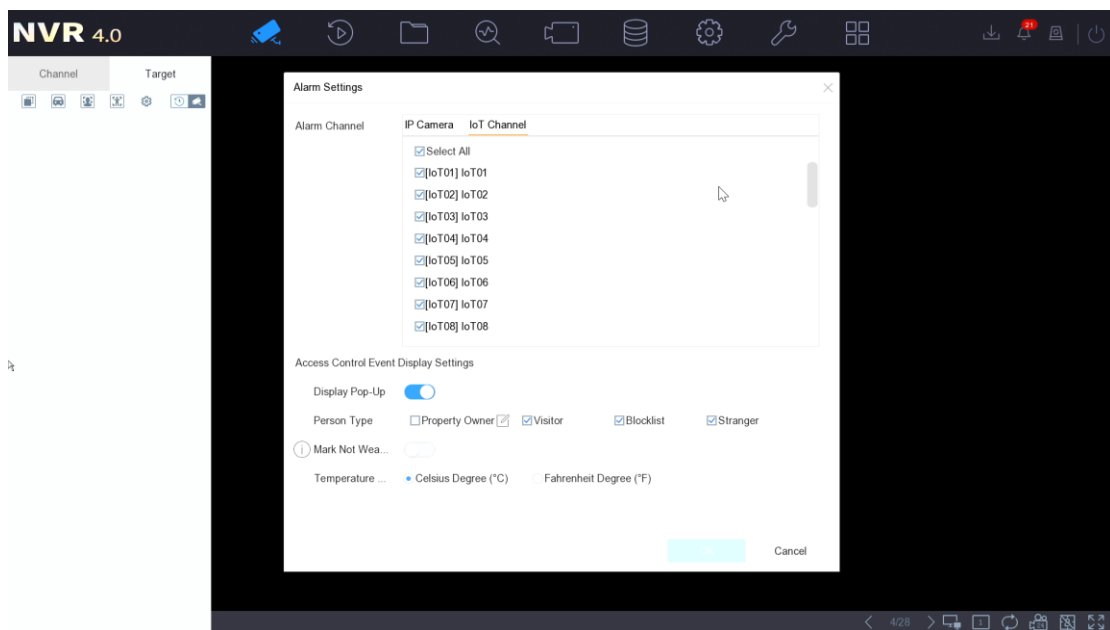 NVR 4.0
21
Channel Target
Alarm Settings
Alarm Channel IP Camera IoT Channel
Select All
[IoT01] IoT01
[IoT02] IoT02
[IoT03] IoT03
[IoT04] IoT04
[IoT05] IoT05
[IoT06] IoT06
[IoT07] IoT07
[IoT08] IoT08
Access Control Event Display Settings
Display Pop-Up
Person Type Property Owner Visitor Blocklist Stranger
Mark Not Wea...
Temperature ... Celsius Degree (°C) Fahrenheit Degree (°F)
Cancel
4/28
1